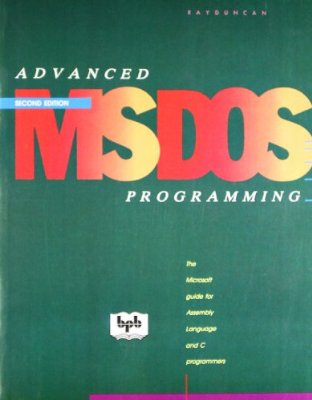 RAY DUNCAN
ADVANCED
SECOND EDITION
MSDOS
PROGRAMMING
The
Microsoft
guide for
Assembly
Language
and C
programmers
bpb